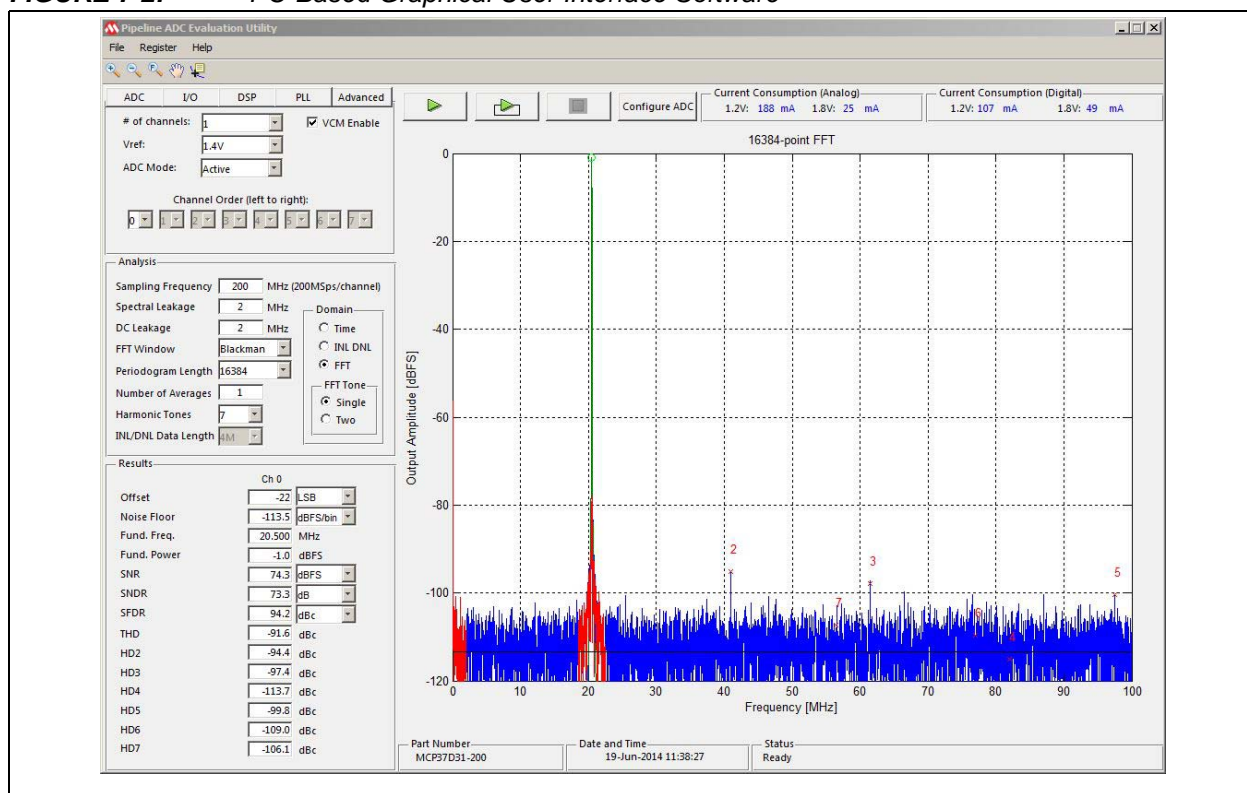 Pipeline ADC Evaluation Utility
File Register Help
ADC I/O DSP PLL Advanced
# of channels: 1
VCM Enable
Vref: 1.4V
ADC Mode: Active
Channel Order (left to right):
0 1 2 3 4 5 6 7
Configure ADC
Current Consumption (Analog)
1.2V: 188 mA 1.8V: 25 mA
Current Consumption (Digital)
1.2V: 107 mA 1.8V: 49 mA
Analysis
Sampling Frequency 200 MHz (200MSps/channel)
Spectral Leakage 2 MHz
DC Leakage 2 MHz
FFT Window Blackman
Periodogram Length 16384
Number of Averages 1
Harmonic Tones 7
INL/DNL Data Length 4M
Domain
Time
INL DNL
FFT
FFT Tone
Single
Two
Results
Ch 0
Offset -22 LSB
Noise Floor -113.5 dBFS/bin
Fund. Freq. 20.500 MHz
Fund. Power -1.0 dBFS
SNR 74.3 dBFS
SNDR 73.3 dB
SFDR 94.2 dBc
THD -91.6 dBc
HD2 -94.4 dBc
HD3 -97.4 dBc
HD4 -113.7 dBc
HD5 -99.8 dBc
HD6 -109.0 dBc
HD7 -106.1 dBc
16384-point FFT
Output Amplitude [dBFS]
0
-20
-40
-60
-80
-100
-120
2
3
5
7
6
4
0 10 20 30 40 50 60 70 80 90 100
Frequency [MHz]
Part Number
MCP37D31-200
Date and Time
19-Jun-2014 11:38:27
Status
Ready